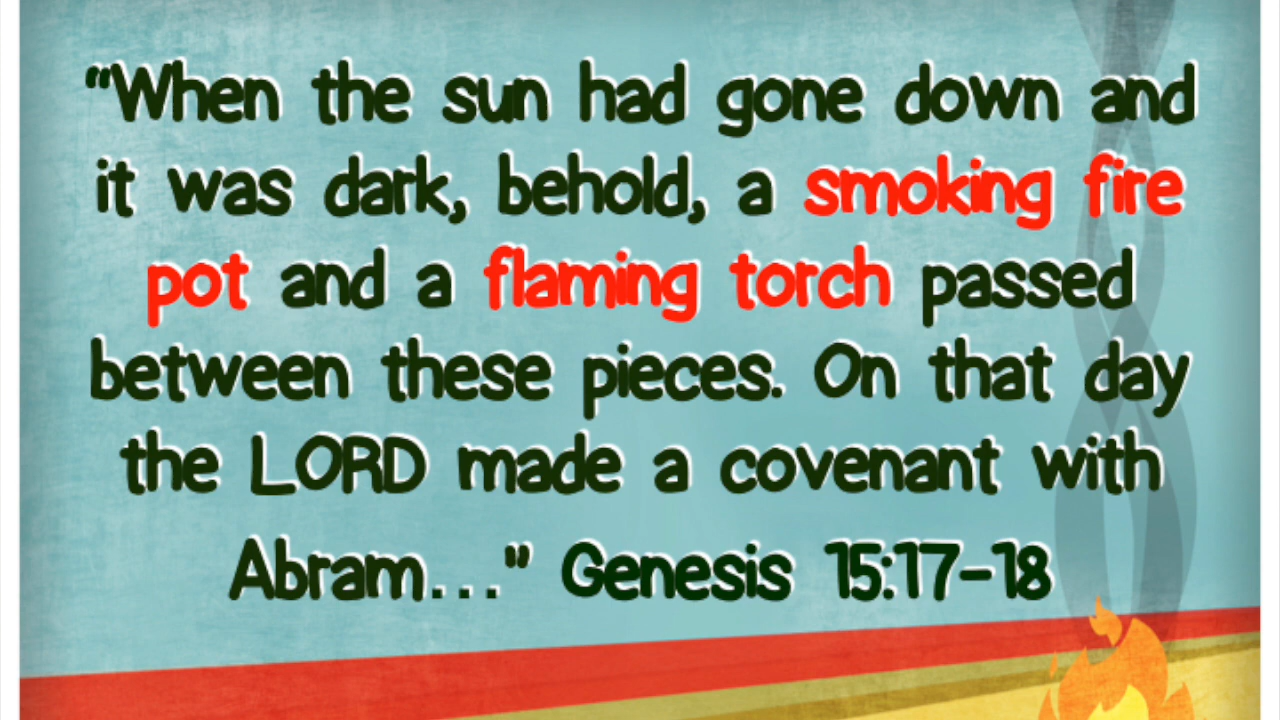 “When the sun had gone down and
it was dark, behold, a smoking fire
pot and a flaming torch passed
between these pieces. On that day
the LORD made a covenant with
Abram…” Genesis 15:17-18